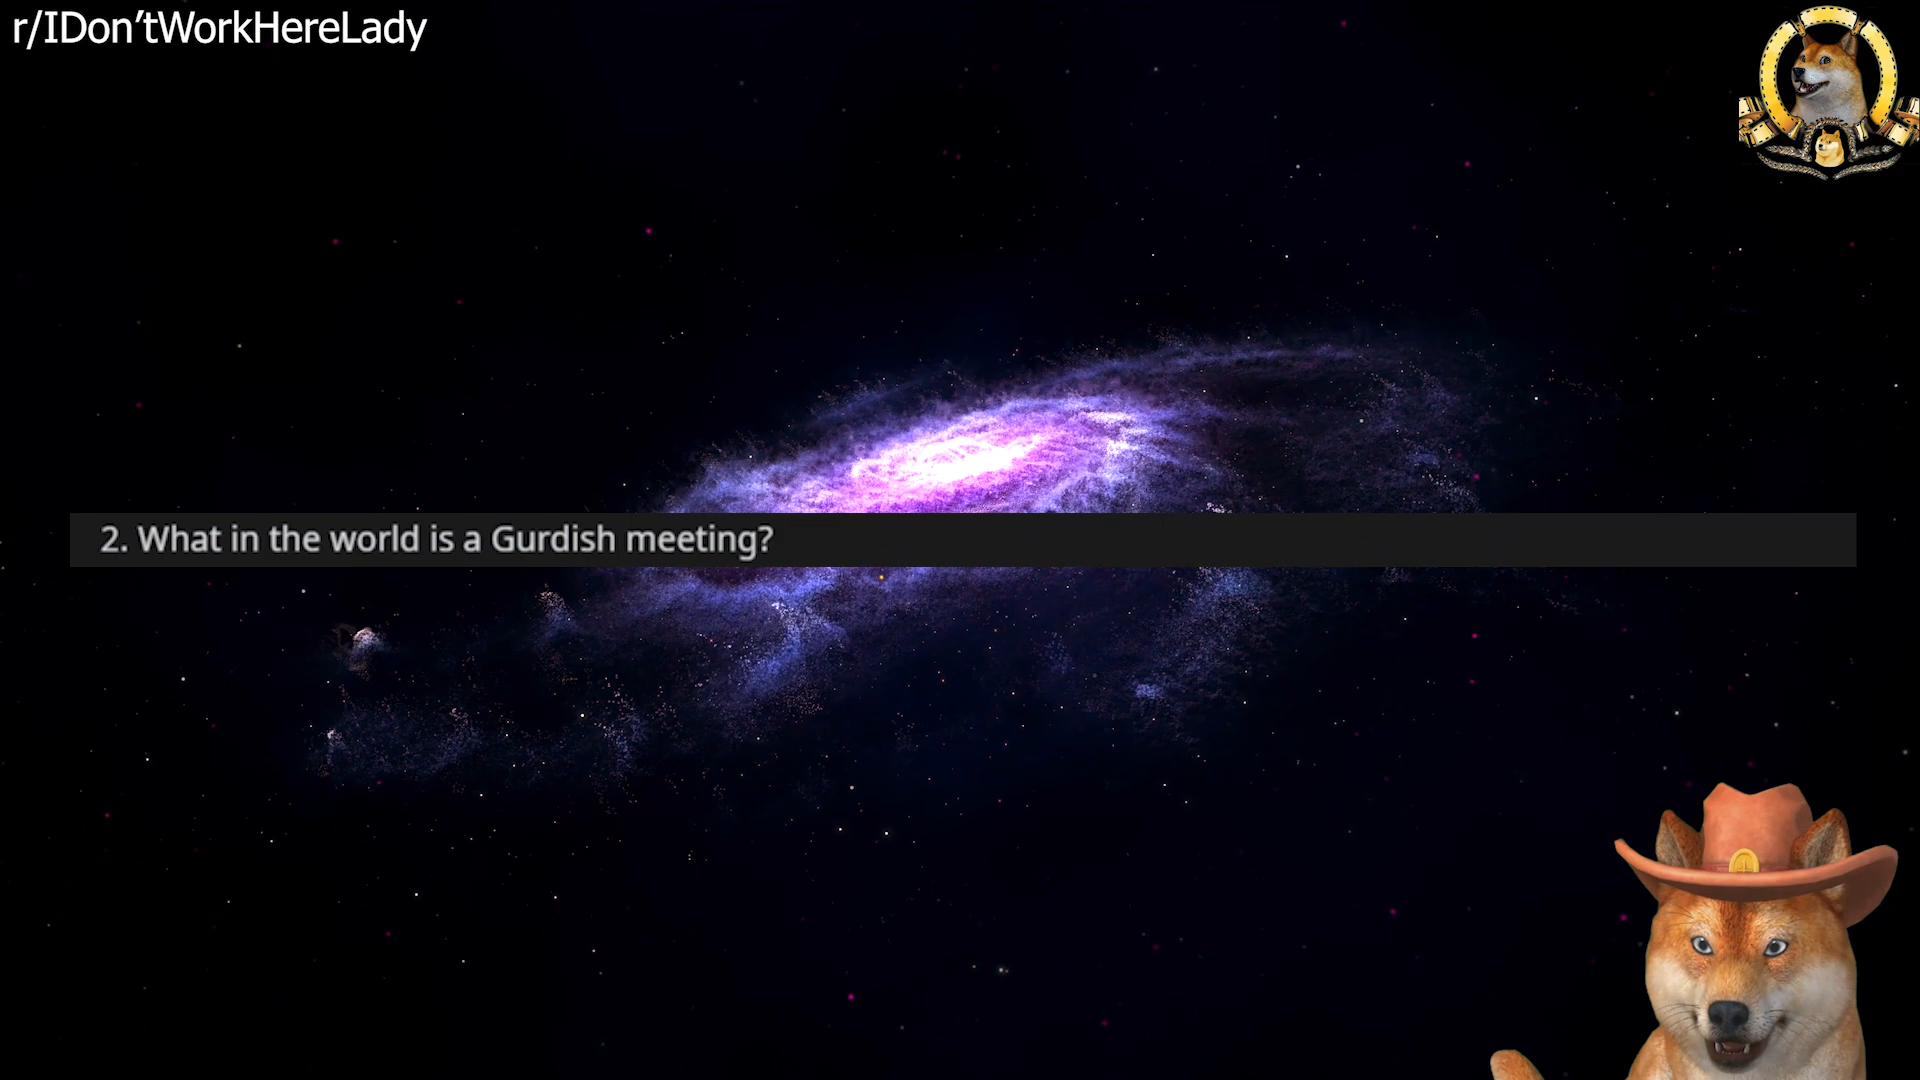 r/IDon'tWorkHereLady
2. What in the world is a Gurdish meeting?